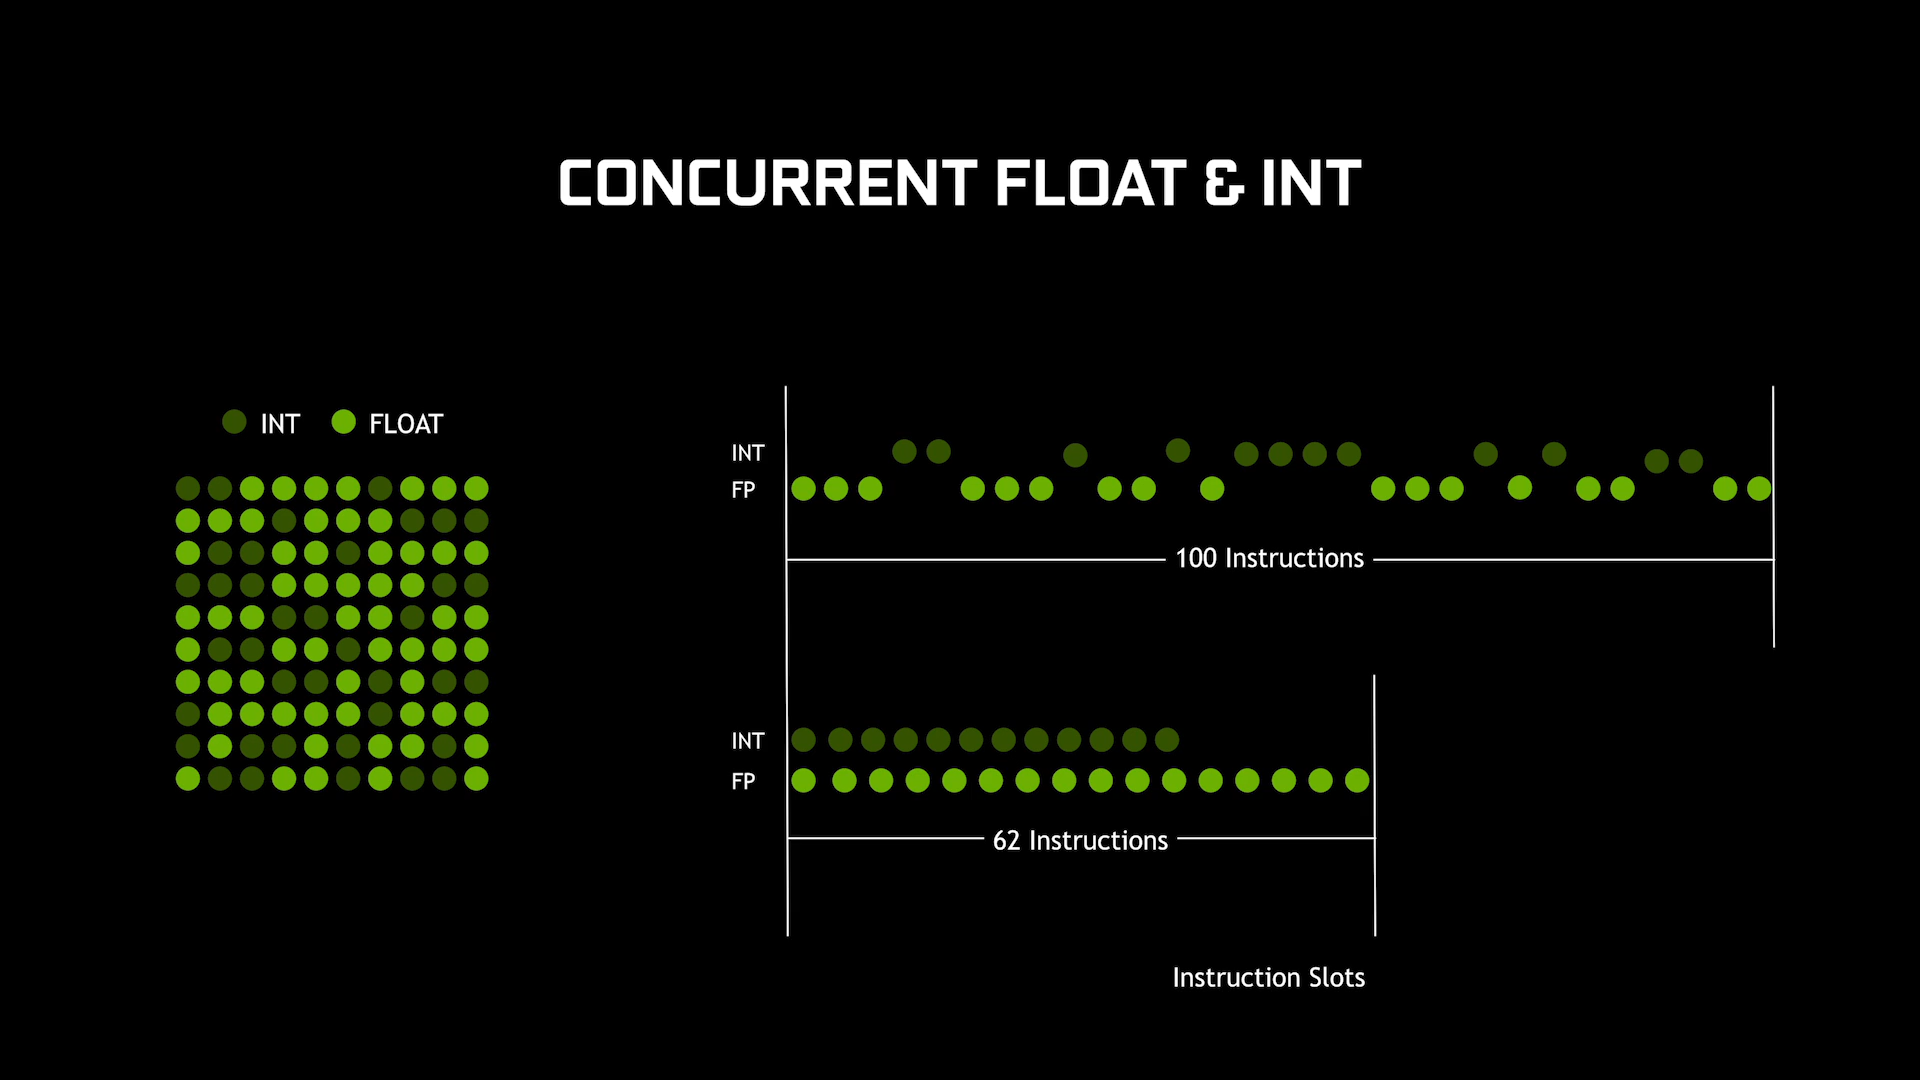 CONCURRENT FLOAT & INT
INT
FLOAT
INT
FP
100 Instructions
INT
FP
62 Instructions
Instruction Slots